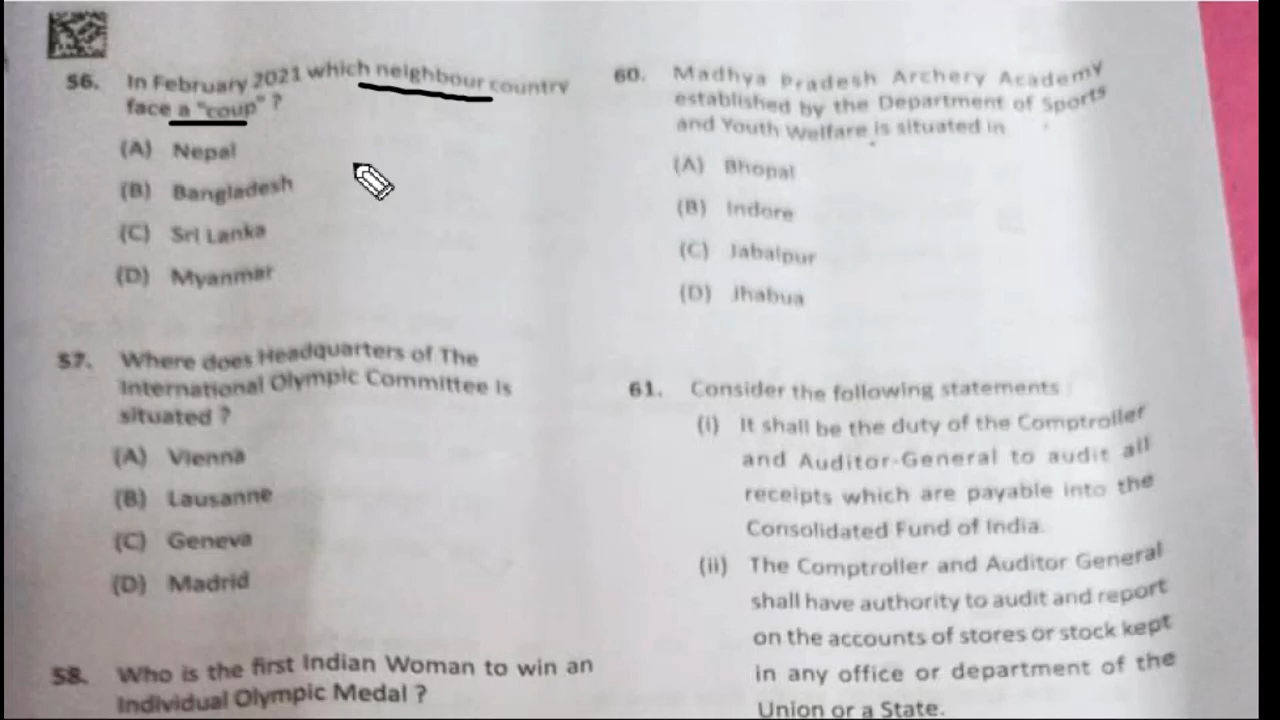 56. In February 2021 which neighbour country
face a "coup" ?
(A) Nepal
(B) Bangladesh
(C) Sri Lanka
(D) Myanmar
57. Where does Headquarters of The
International Olympic Committee is
situated ?
(A) Vienna
(B) Lausanne
(C) Geneva
(D) Madrid
58. Who is the first Indian Woman to win an
Individual Olympic Medal ?
60. Madhya Pradesh Archery Academy
established by the Department of Sports
and Youth Welfare is situated in
(A) Bhopal
(B) Indore
(C) Jabalpur
(D) Jhabua
61. Consider the following statements :
(i) It shall be the duty of the Comptroller
and Auditor-General to audit all
receipts which are payable into the
Consolidated Fund of India.
(ii) The Comptroller and Auditor General
shall have authority to audit and report
on the accounts of stores or stock kept
in any office or department of the
Union or a State.